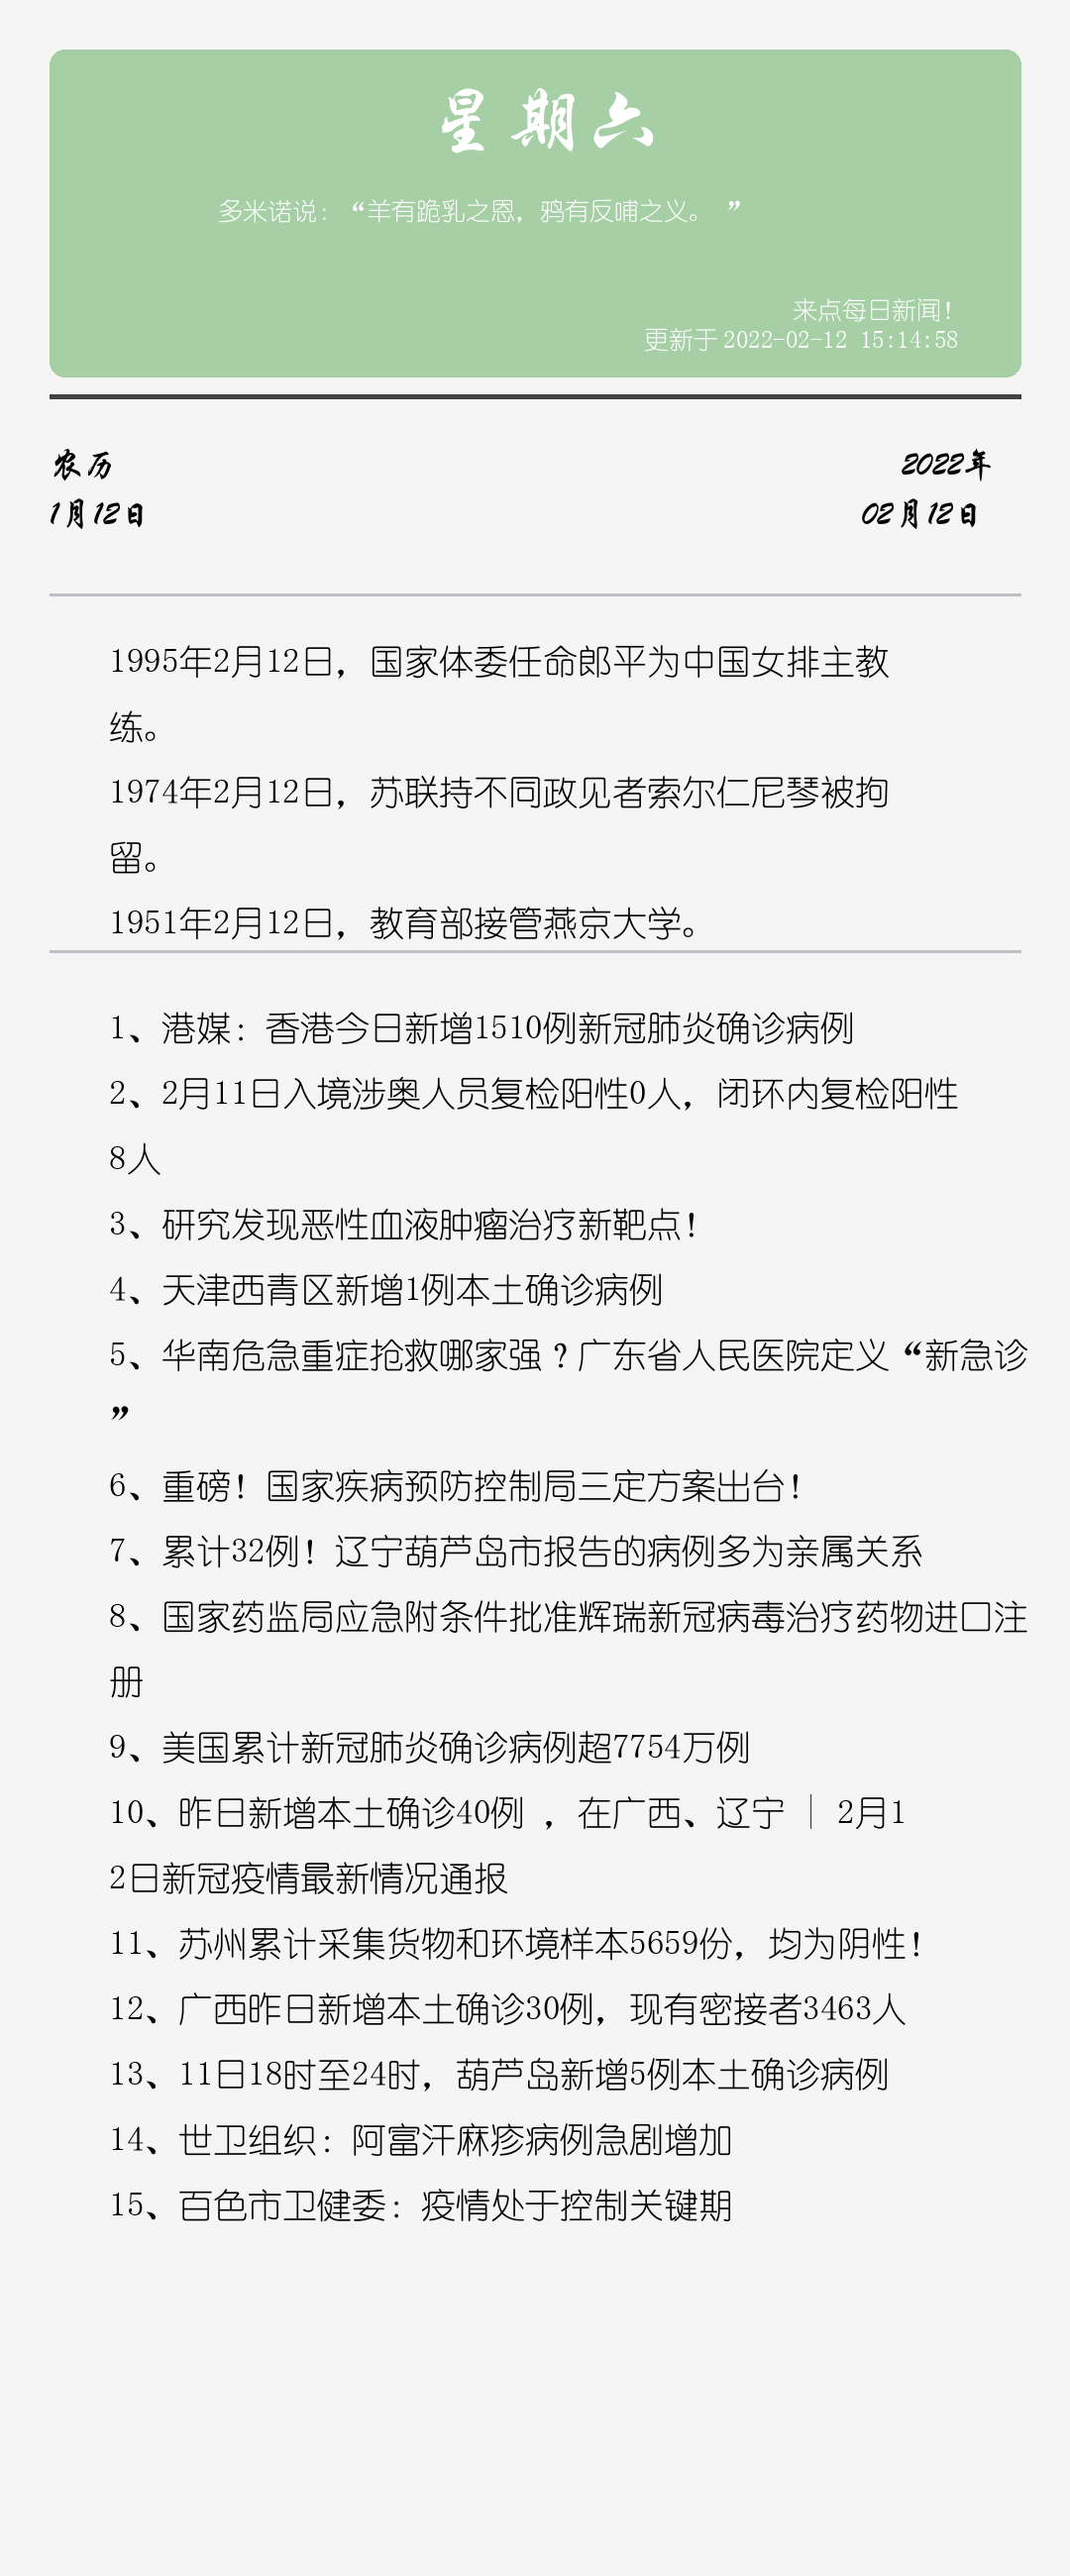 星期六
多米诺说：“羊有跪乳之恩，鸦有反哺之义。 ”
来点每日新闻！
更新于2022-02-12 15:14:58
农历
1月12日
2022年
02月12日
1995年2月12日，国家体委任命郎平为中国女排主教
练。
1974年2月12日，苏联持不同政见者索尔仁尼琴被拘
留。
1951年2月12日，教育部接管燕京大学。
1、港媒：香港今日新增1510例新冠肺炎确诊病例
2、2月11日入境涉奥人员复检阳性0人，闭环内复检阳性
8人
3、研究发现恶性血液肿瘤治疗新靶点！
4、天津西青区新增1例本土确诊病例
5、华南危急重症抢救哪家强？广东省人民医院定义“新急诊
”
6、重磅！国家疾病预防控制局三定方案出台！
7、累计32例！辽宁葫芦岛市报告的病例多为亲属关系
8、国家药监局应急附条件批准辉瑞新冠病毒治疗药物进口注
册
9、美国累计新冠肺炎确诊病例超7754万例
10、昨日新增本土确诊40例 ，在广西、辽宁 | 2月1
2日新冠疫情最新情况通报
11、苏州累计采集货物和环境样本5659份，均为阴性！
12、广西昨日新增本土确诊30例，现有密接者3463人
13、11日18时至24时，葫芦岛新增5例本土确诊病例
14、世卫组织：阿富汗麻疹病例急剧增加
15、百色市卫健委：疫情处于控制关键期